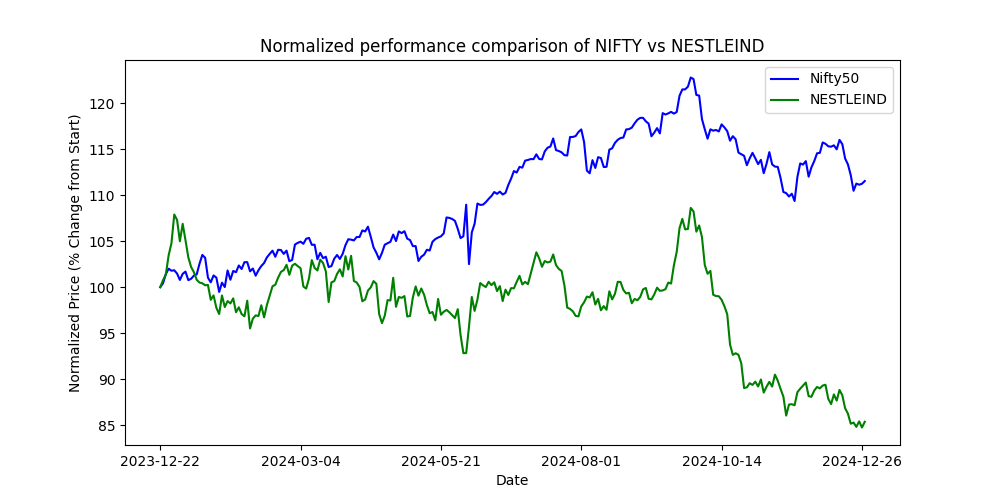 Normalized performance comparison of NIFTY vs NESTLEIND
Nifty50
NESTLEIND
Normalized Price (% Change from Start)
120
115
110
105
100
95
90
85
2023-12-22
2024-03-04
2024-05-21
2024-08-01
2024-10-14
2024-12-26
Date